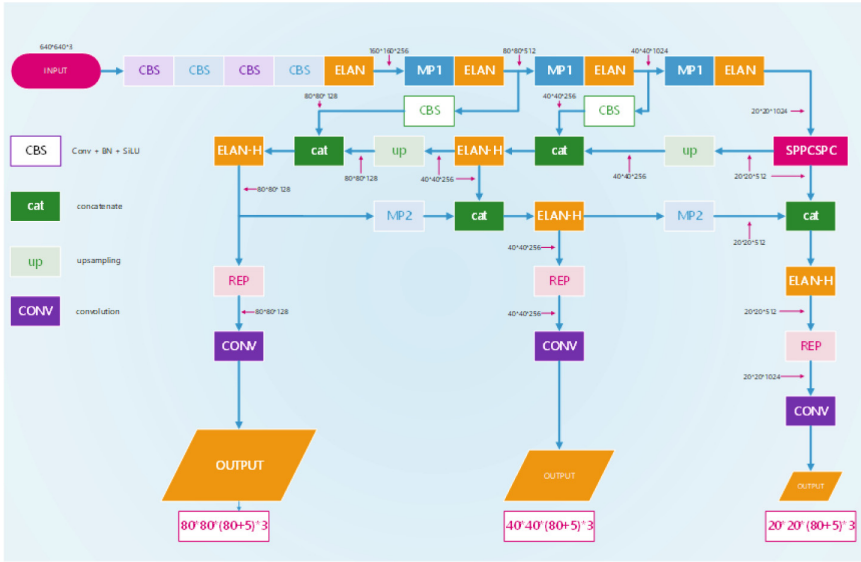 640*640*3
INPUT
CBS
CBS
CBS
CBS
ELAN
160*160*256
MP1
ELAN
80*80*512
MP1
ELAN
40*40*1024
MP1
ELAN
80*80*128
CBS
40*40*256
CBS
20*20*1024
CBS
Conv + BN + SiLU
ELAN-H
cat
up
ELAN-H
cat
up
SPPCSPC
80*80*128
80*80*128
40*40*256
40*40*256
20*20*512
20*20*512
cat
concatenate
MP2
cat
ELAN-H
MP2
cat
40*40*256
20*20*512
up
upsampling
REP
REP
ELAN-H
CONV
convolution
80*80*128
40*40*256
20*20*512
CONV
CONV
REP
20*20*1024
CONV
OUTPUT
OUTPUT
OUTPUT
80*80*(80+5)*3
40*40*(80+5)*3
20*20*(80+5)*3